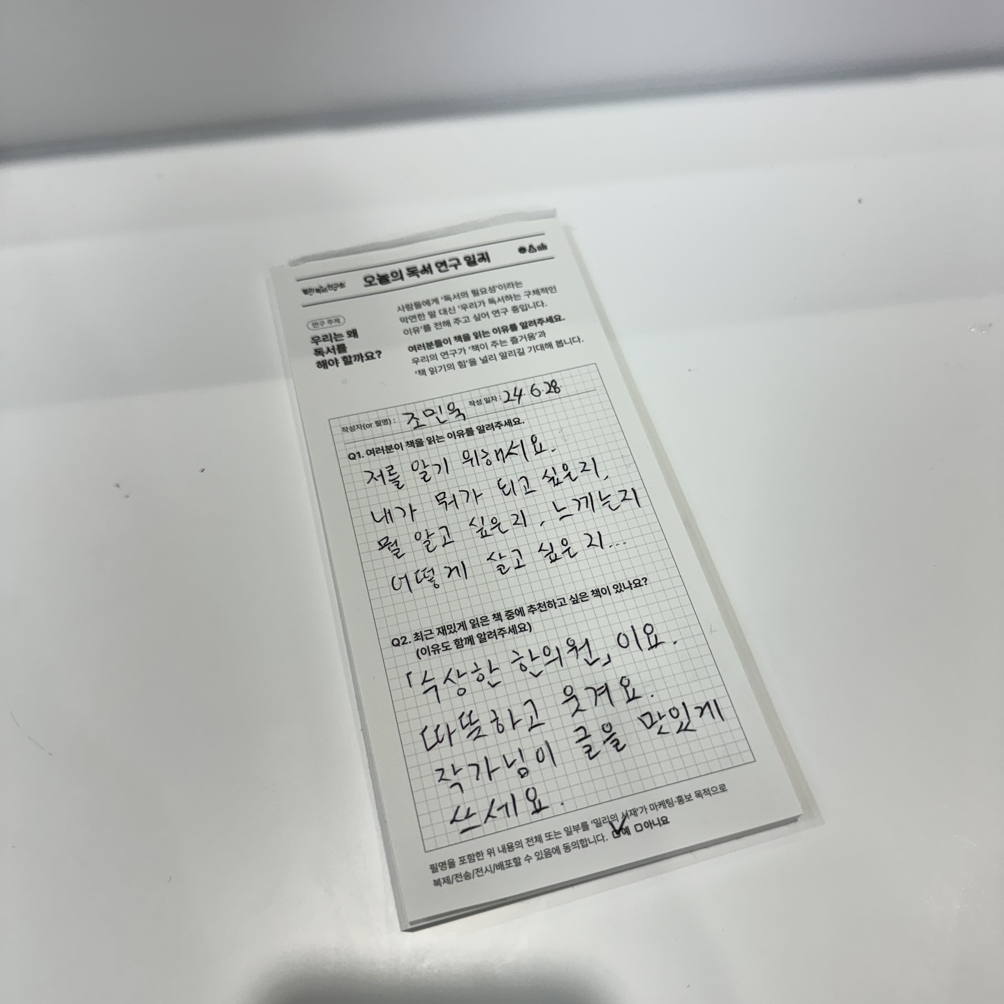 오늘의 독서 연구 일리
연구 주제
우리는 왜
독서를
해야 할까요?
사람들에게 '독서의 필요성'이라는
막연한 말 대신 '우리가 독서하는 구체적인
이유'를 전해 주고 싶어 연구 중입니다.
여러분들이 책을 읽는 이유를 알려주세요.
우리의 연구가 '책이 주는 즐거움'과
'책 읽기의 힘'을 널리 알리길 기대해 봅니다.
작성자(or 필명) : 조민욱 작성 일자 : 24.6.28.
Q1. 여러분이 책을 읽는 이유를 알려주세요.
저를 알기 위해서요.
내가 뭐가 되고 싶은지,
뭘 알고 싶은지, 느끼는지
어떻게 살고 싶은지...
Q2. 최근 재밌게 읽은 책 중에 추천하고 싶은 책이 있나요?
(이유도 함께 알려주세요)
「수상한 한의원」이요.
따뜻하고 웃겨요.
작가님이 글을 맛있게
쓰세요.
필명을 포함한 위 내용의 전체 또는 일부를 '밀리의 서재'가 마케팅·홍보 목적으로
복제/전송/전시/배포할 수 있음에 동의합니다. ☑예 □아니요